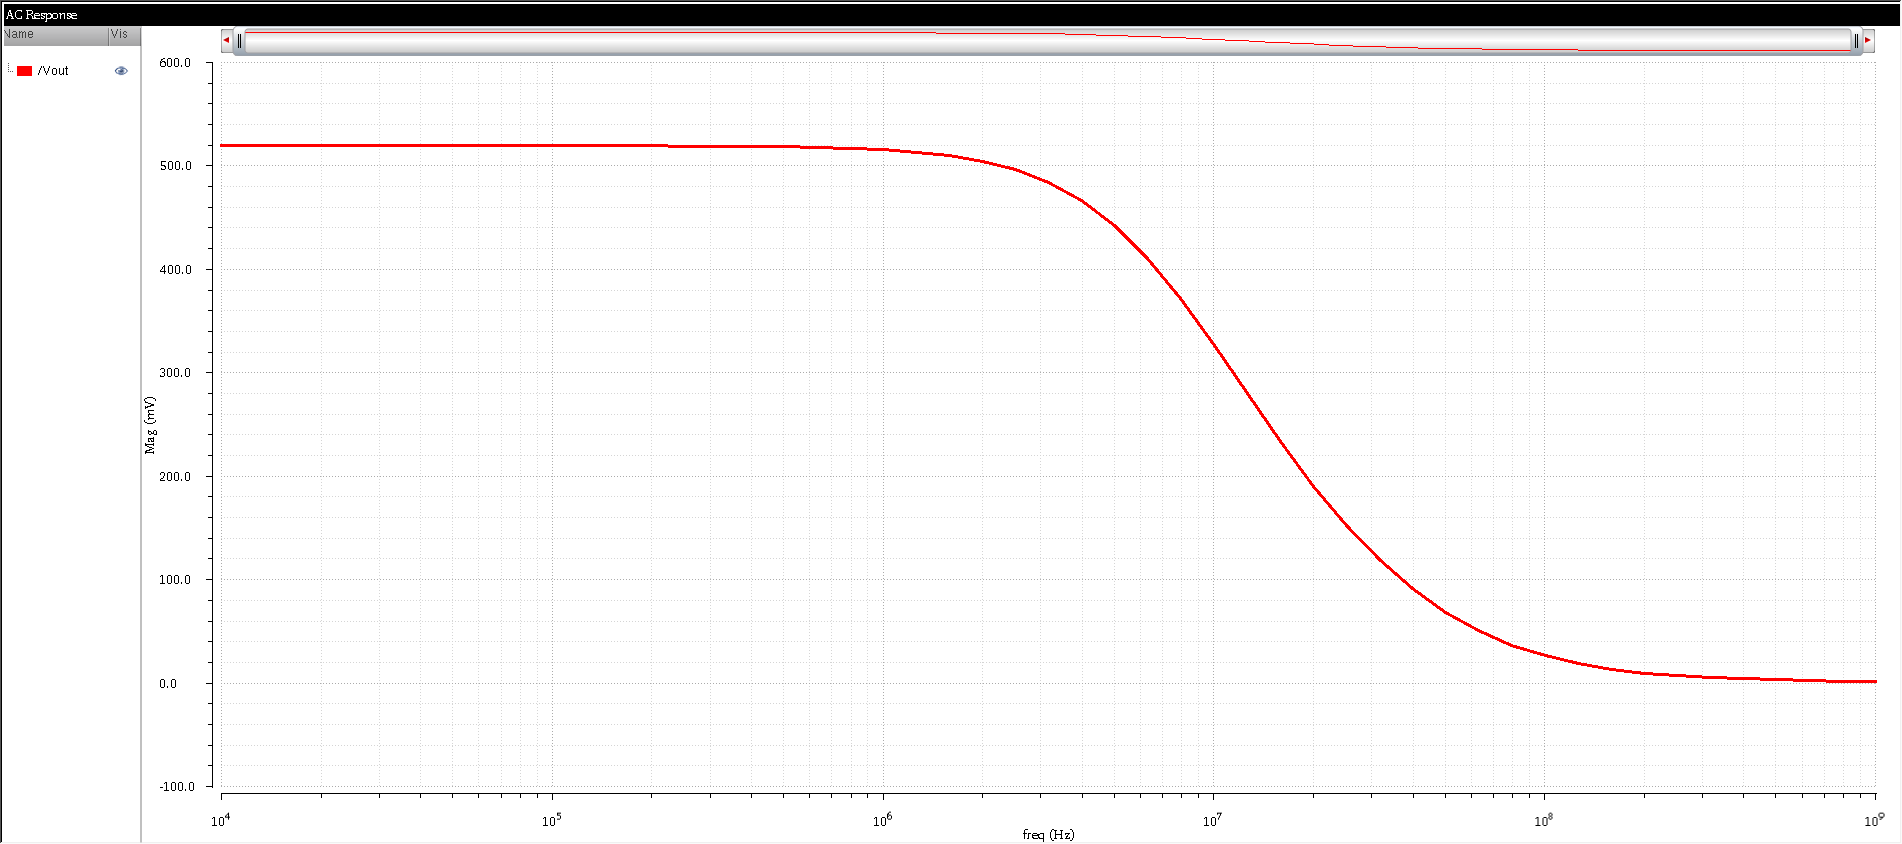 AC Response
Name Vis
/Vout
600.0
500.0
400.0
300.0
200.0
100.0
0.0
-100.0
Mag (mV)
10⁴ 10⁵ 10⁶ 10⁷ 10⁸ 10⁹
freq (Hz)